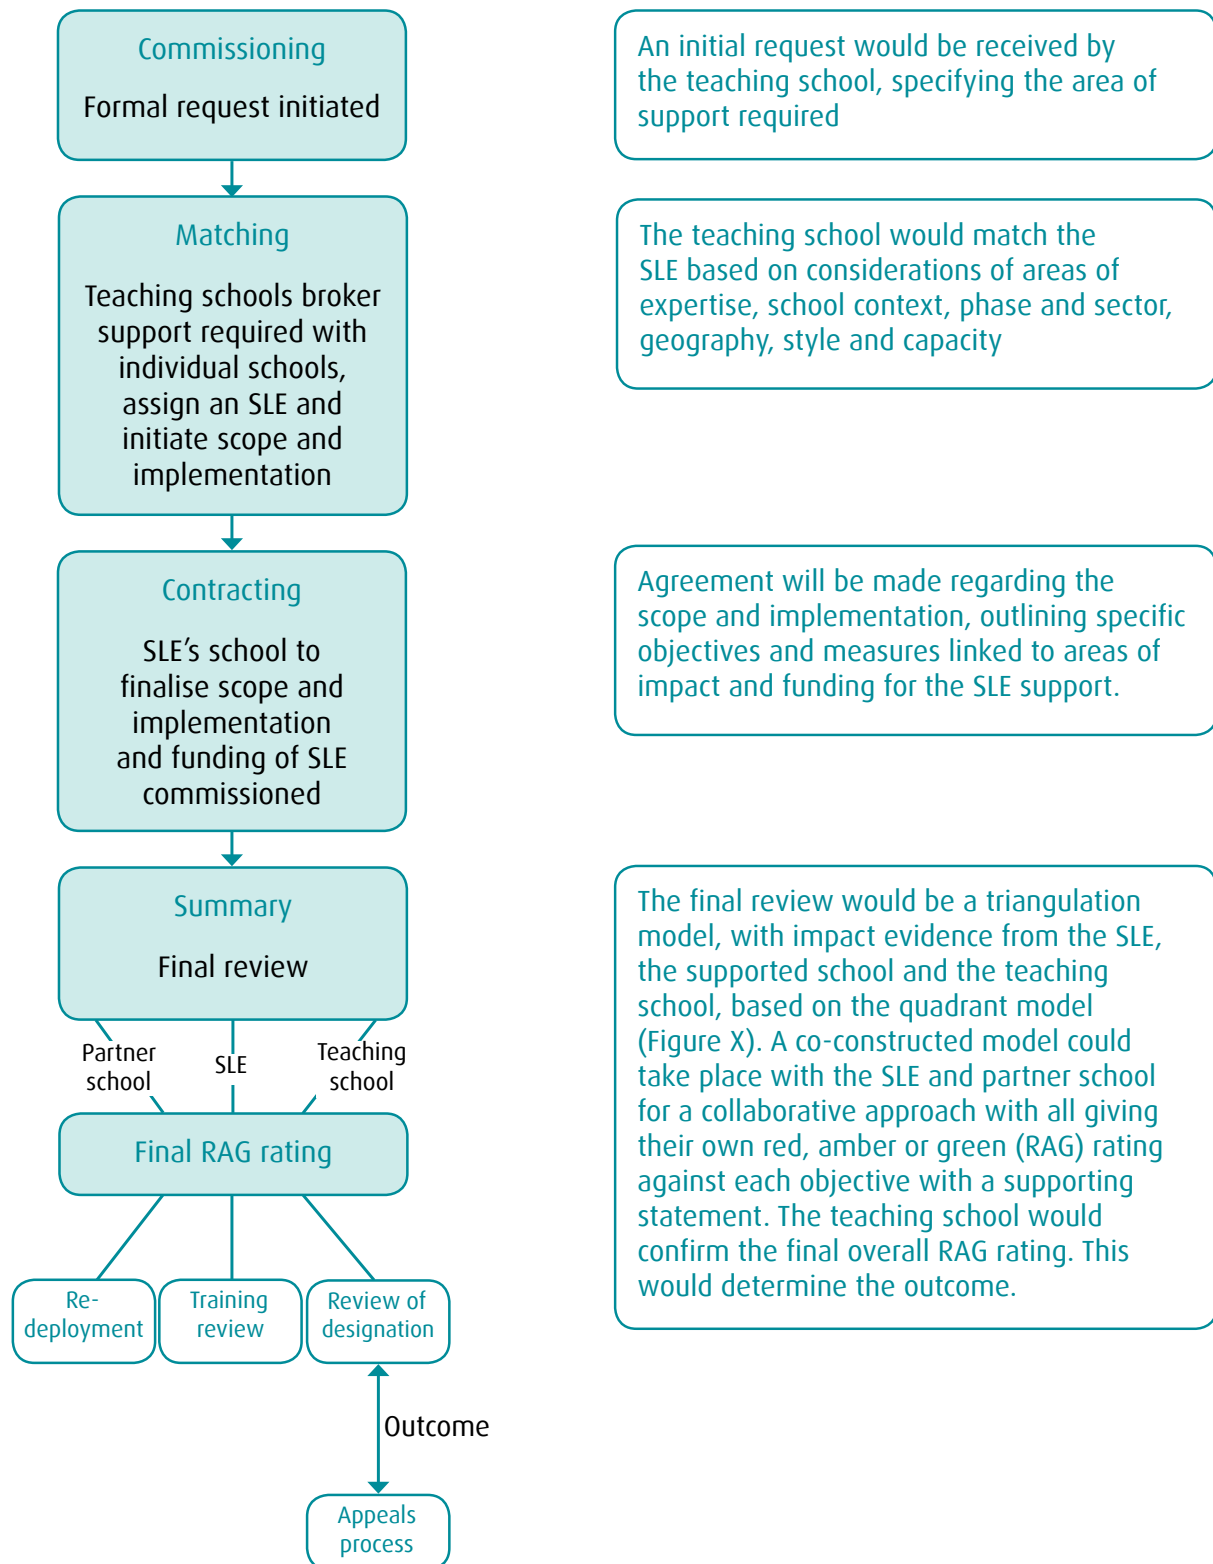 Commissioning
Formal request initiated
An initial request would be received by
the teaching school, specifying the area of
support required
Matching
Teaching schools broker
support required with
individual schools,
assign an SLE and
initiate scope and
implementation
The teaching school would match the
SLE based on considerations of areas of
expertise, school context, phase and sector,
geography, style and capacity
Contracting
SLE’s school to
finalise scope and
implementation
and funding of SLE
commissioned
Agreement will be made regarding the
scope and implementation, outlining specific
objectives and measures linked to areas of
impact and funding for the SLE support.
Summary
Final review
Partner
school
SLE
Teaching
school
Final RAG rating
The final review would be a triangulation
model, with impact evidence from the SLE,
the supported school and the teaching
school, based on the quadrant model
(Figure X). A co-constructed model could
take place with the SLE and partner school
for a collaborative approach with all giving
their own red, amber or green (RAG) rating
against each objective with a supporting
statement. The teaching school would
confirm the final overall RAG rating. This
would determine the outcome.
Re-
deployment
Training
review
Review of
designation
Outcome
Appeals
process